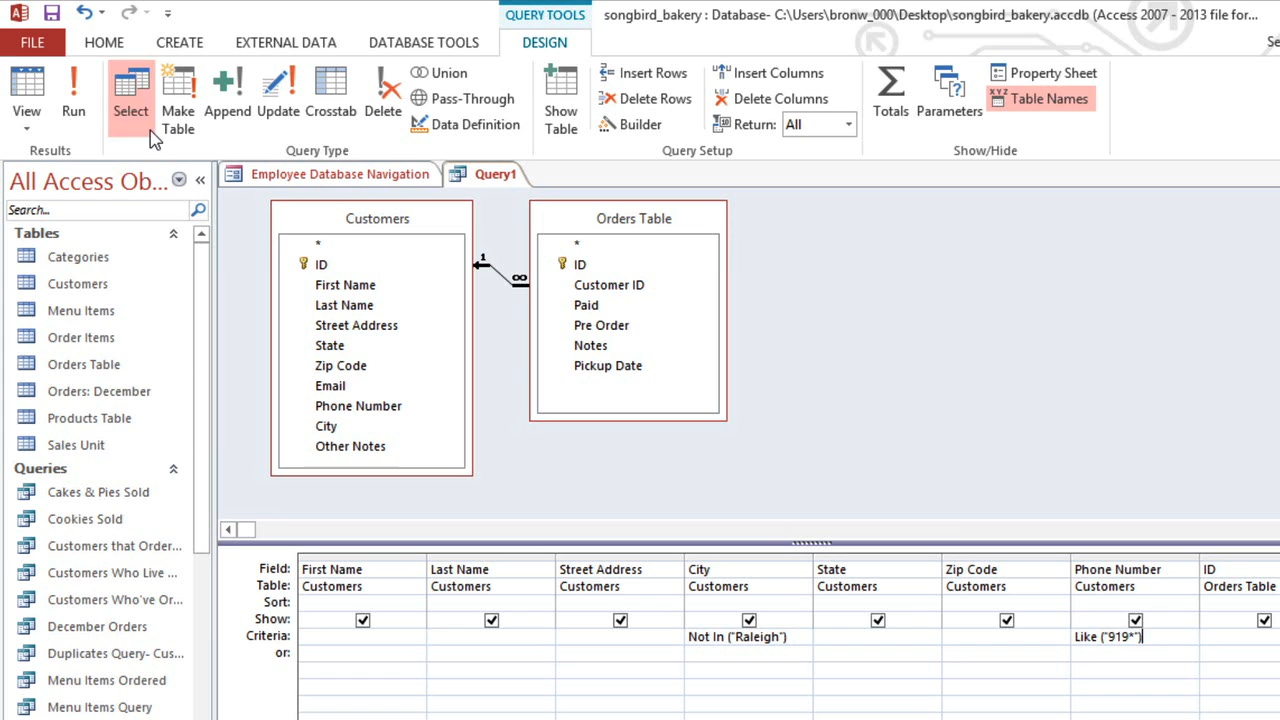 QUERY TOOLS songbird_bakery : Database- C:\Users\bronw_000\Desktop\songbird_bakery.accdb (Access 2007 - 2013 file for...
FILE HOME CREATE EXTERNAL DATA DATABASE TOOLS DESIGN Se
View Run Select Make Table Append Update Crosstab Delete Union Pass-Through Data Definition
Show Table Insert Rows Delete Rows Builder Insert Columns Delete Columns Return: All
Totals Parameters Property Sheet XYZ Table Names
Results Query Type Query Setup Show/Hide
All Access Ob...
Search...
Tables
Categories
Customers
Menu Items
Order Items
Orders Table
Orders: December
Products Table
Sales Unit
Queries
Cakes & Pies Sold
Cookies Sold
Customers that Order...
Customers Who Live ...
Customers Who've Or...
December Orders
Duplicates Query- Cus...
Menu Items Ordered
Menu Items Query
Employee Database Navigation Query1
Customers
*
ID
First Name
Last Name
Street Address
State
Zip Code
Email
Phone Number
City
Other Notes
1 ∞
Orders Table
*
ID
Customer ID
Paid
Pre Order
Notes
Pickup Date
Field: First Name Last Name Street Address City State Zip Code Phone Number ID
Table: Customers Customers Customers Customers Customers Customers Customers Orders Table
Sort:
Show:
Criteria: Not In ("Raleigh") Like ("919*")
or: